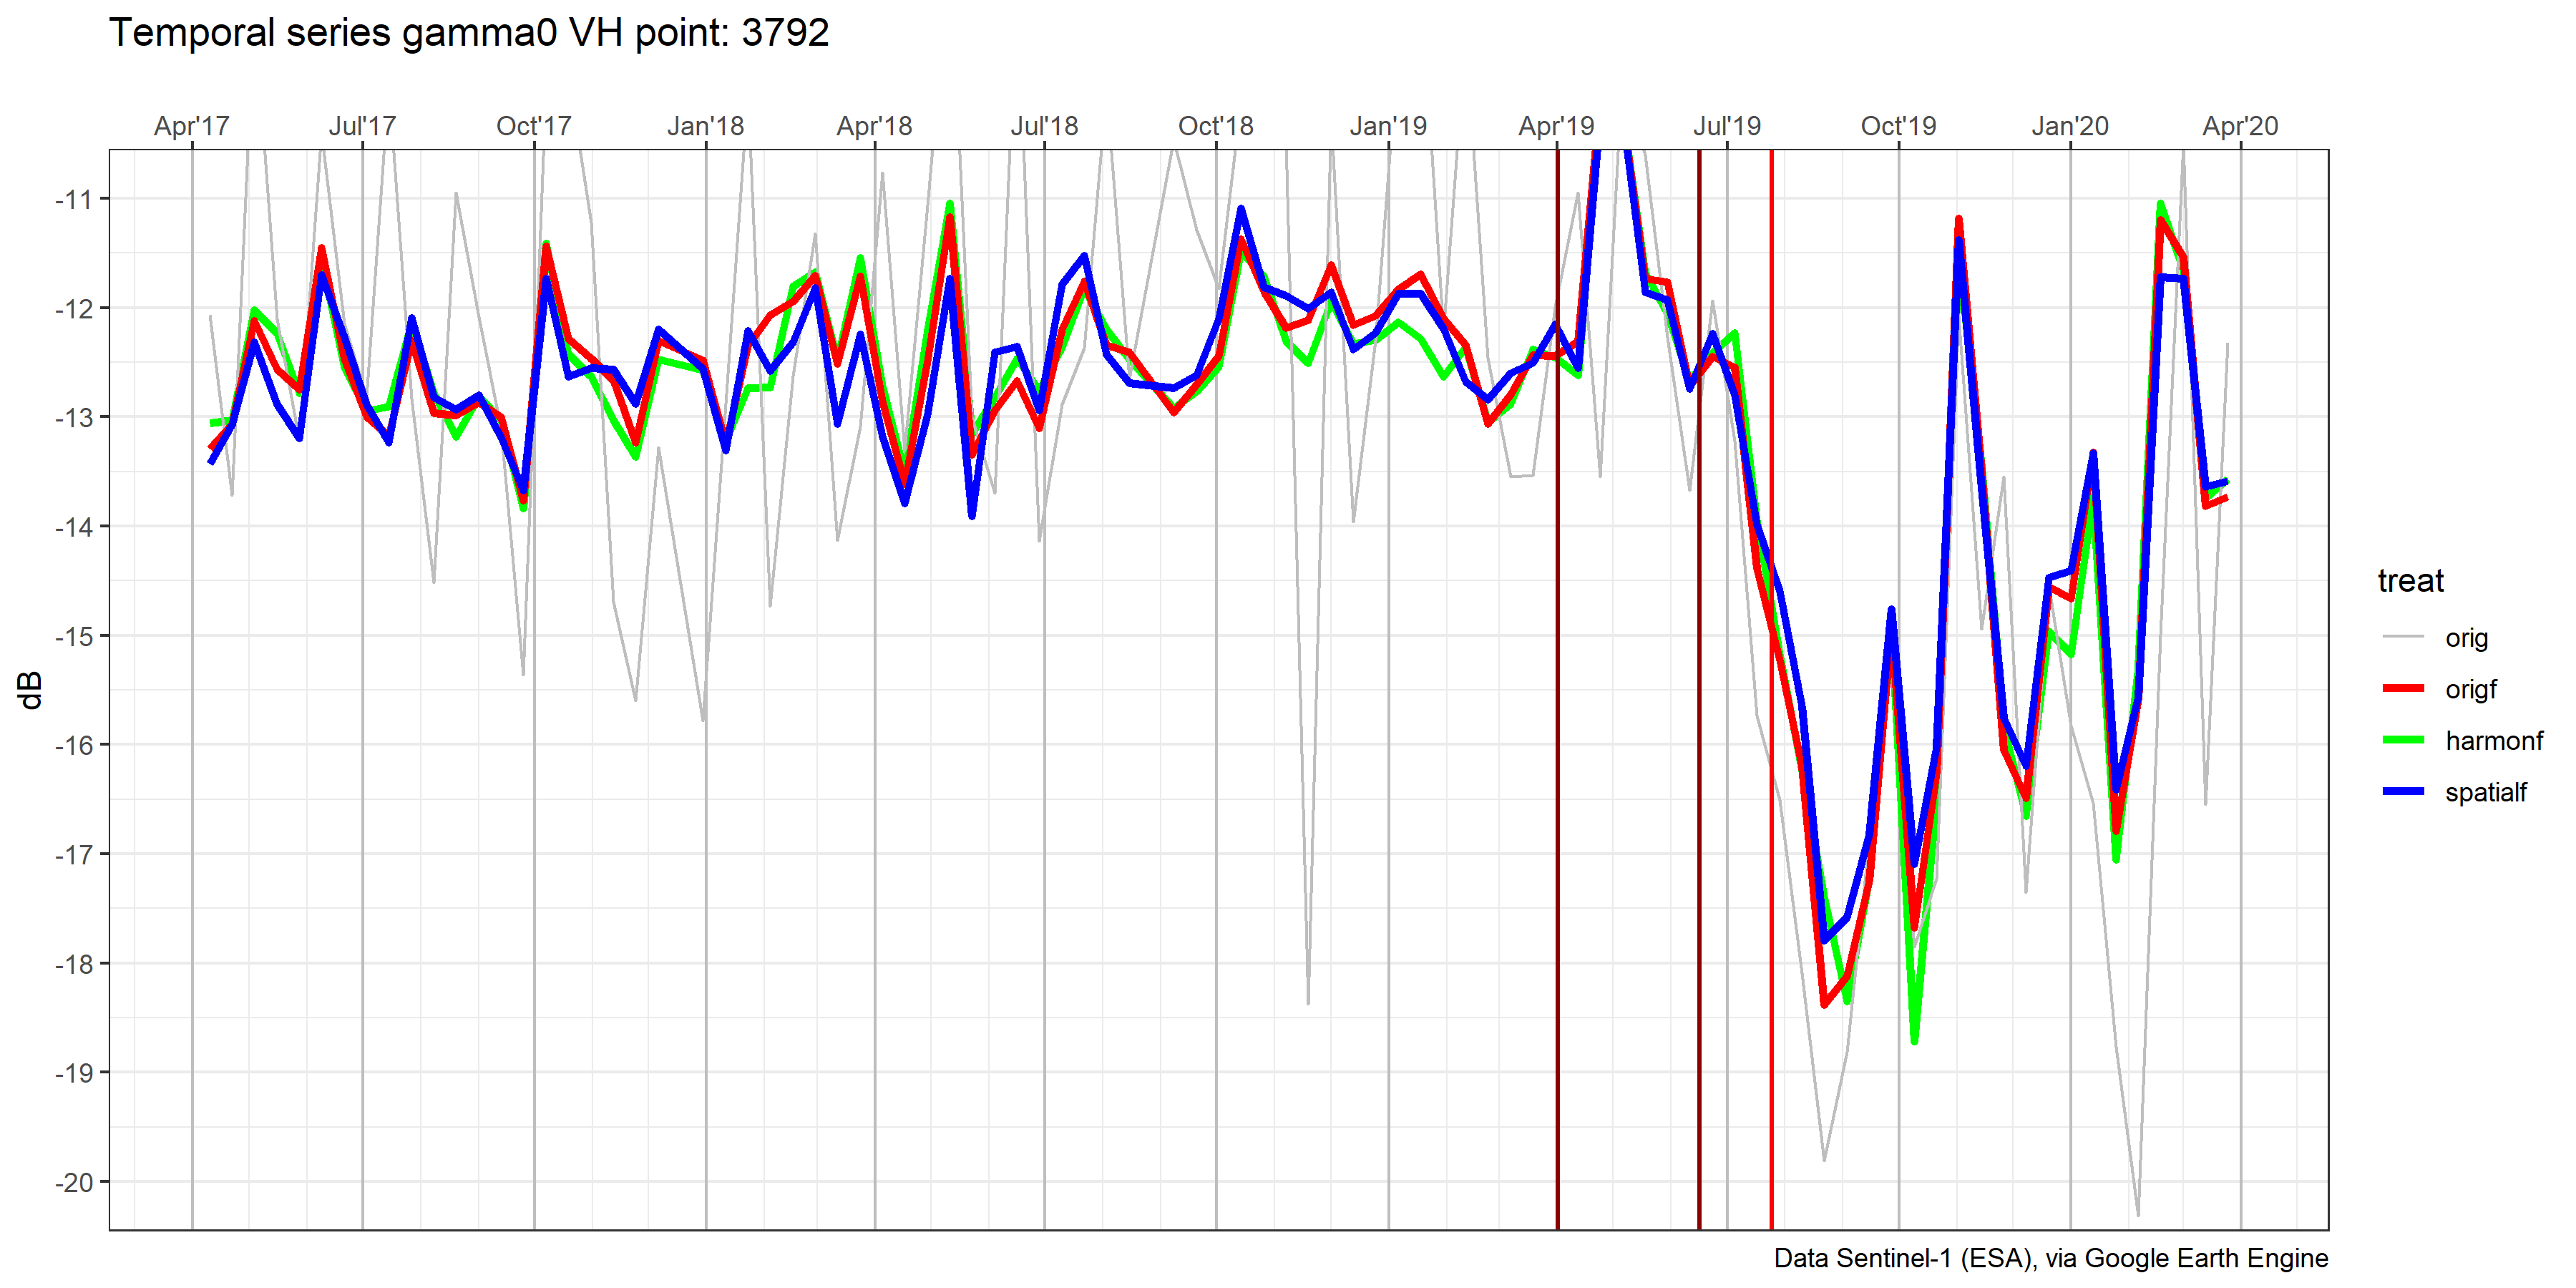 Temporal series gamma0 VH point: 3792
Apr'17 Jul'17 Oct'17 Jan'18 Apr'18 Jul'18 Oct'18 Jan'19 Apr'19 Jul'19 Oct'19 Jan'20 Apr'20
-11
-12
-13
-14
-15
-16
-17
-18
-19
-20
dB
treat
orig
origf
harmonf
spatialf
Data Sentinel-1 (ESA), via Google Earth Engine